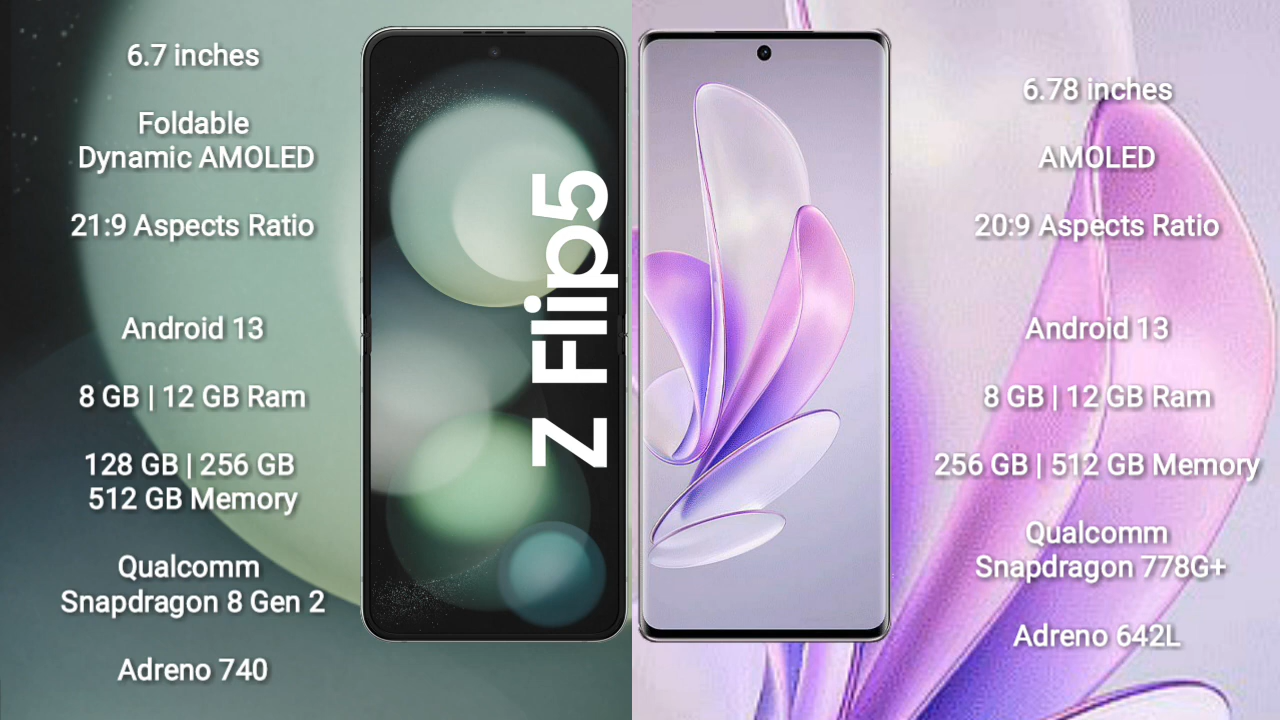 6.7 inches
Foldable
Dynamic AMOLED
21:9 Aspects Ratio
Android 13
8 GB | 12 GB Ram
128 GB | 256 GB
512 GB Memory
Qualcomm
Snapdragon 8 Gen 2
Adreno 740
Z Flip5
6.78 inches
AMOLED
20:9 Aspects Ratio
Android 13
8 GB | 12 GB Ram
256 GB | 512 GB Memory
Qualcomm
Snapdragon 778G+
Adreno 642L